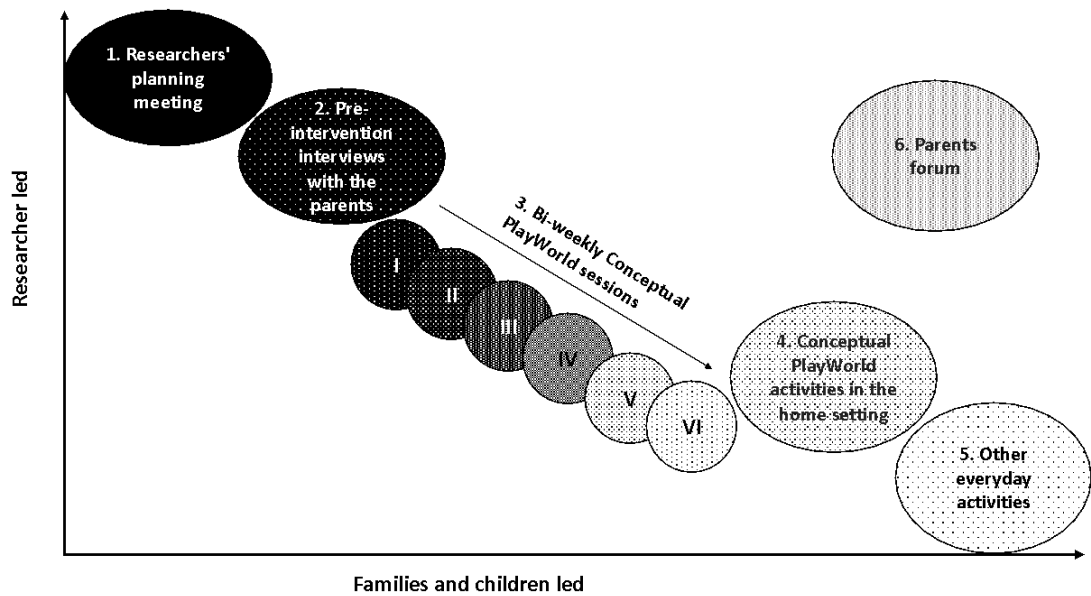 1. Researchers'
planning
meeting
2. Pre-
intervention
interviews
with the
parents
3. Bi-weekly Conceptual
PlayWorld sessions
I
II
III
IV
V
VI
4. Conceptual
PlayWorld
activities in the
home setting
5. Other
everyday
activities
6. Parents
forum
Researcher led
Families and children led